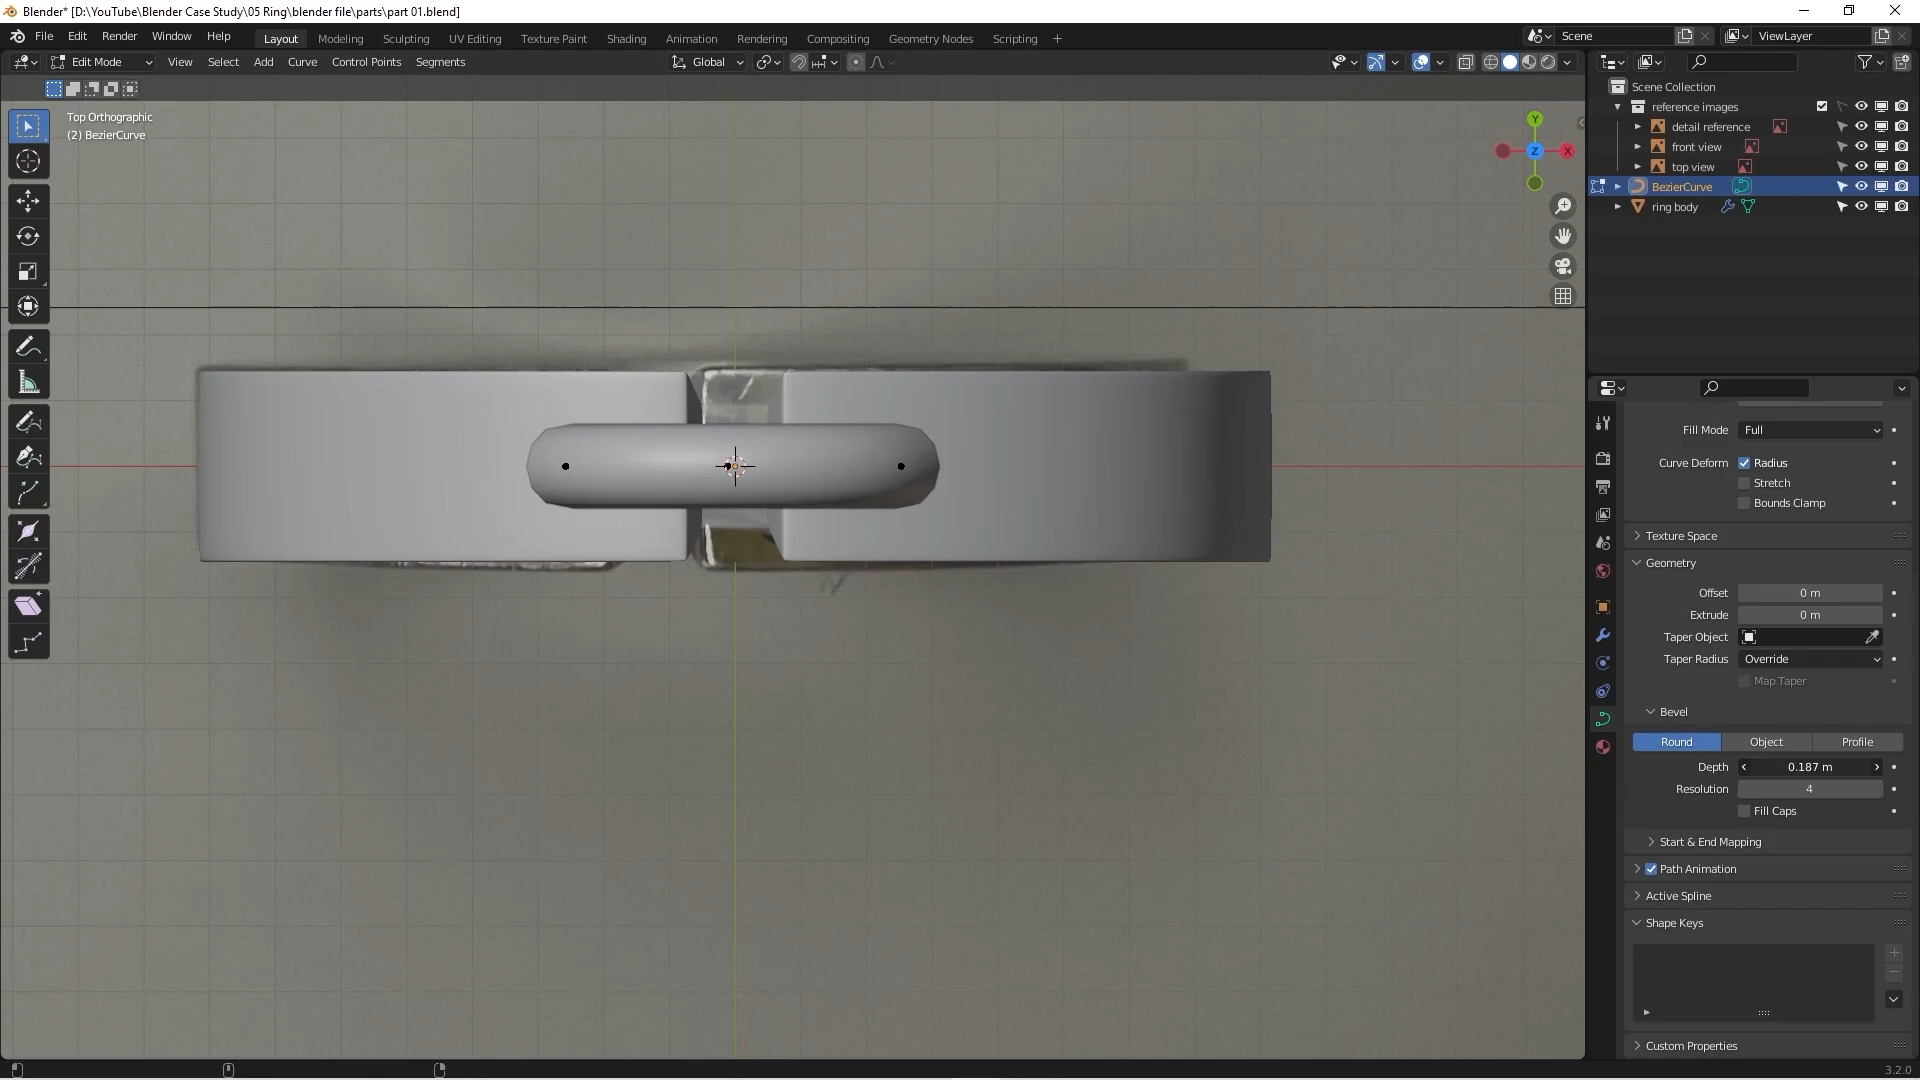 Blender* [D:\YouTube\Blender Case Study\05 Ring\blender file\parts\part 01.blend]
File Edit Render Window Help Layout Modeling Sculpting UV Editing Texture Paint Shading Animation Rendering Compositing Geometry Nodes Scripting + Scene ViewLayer
Edit Mode View Select Add Curve Control Points Segments Global
Top Orthographic
(2) BezierCurve
Y
X
Z
Scene Collection
reference images
detail reference
front view
top view
BezierCurve
ring body
Fill Mode Full
Curve Deform Radius
Stretch
Bounds Clamp
Texture Space
Geometry
Offset 0 m
Extrude 0 m
Taper Object
Taper Radius Override
Map Taper
Bevel
Round Object Profile
Depth 0.187 m
Resolution 4
Fill Caps
Start & End Mapping
Path Animation
Active Spline
Shape Keys
Custom Properties
3.2.0